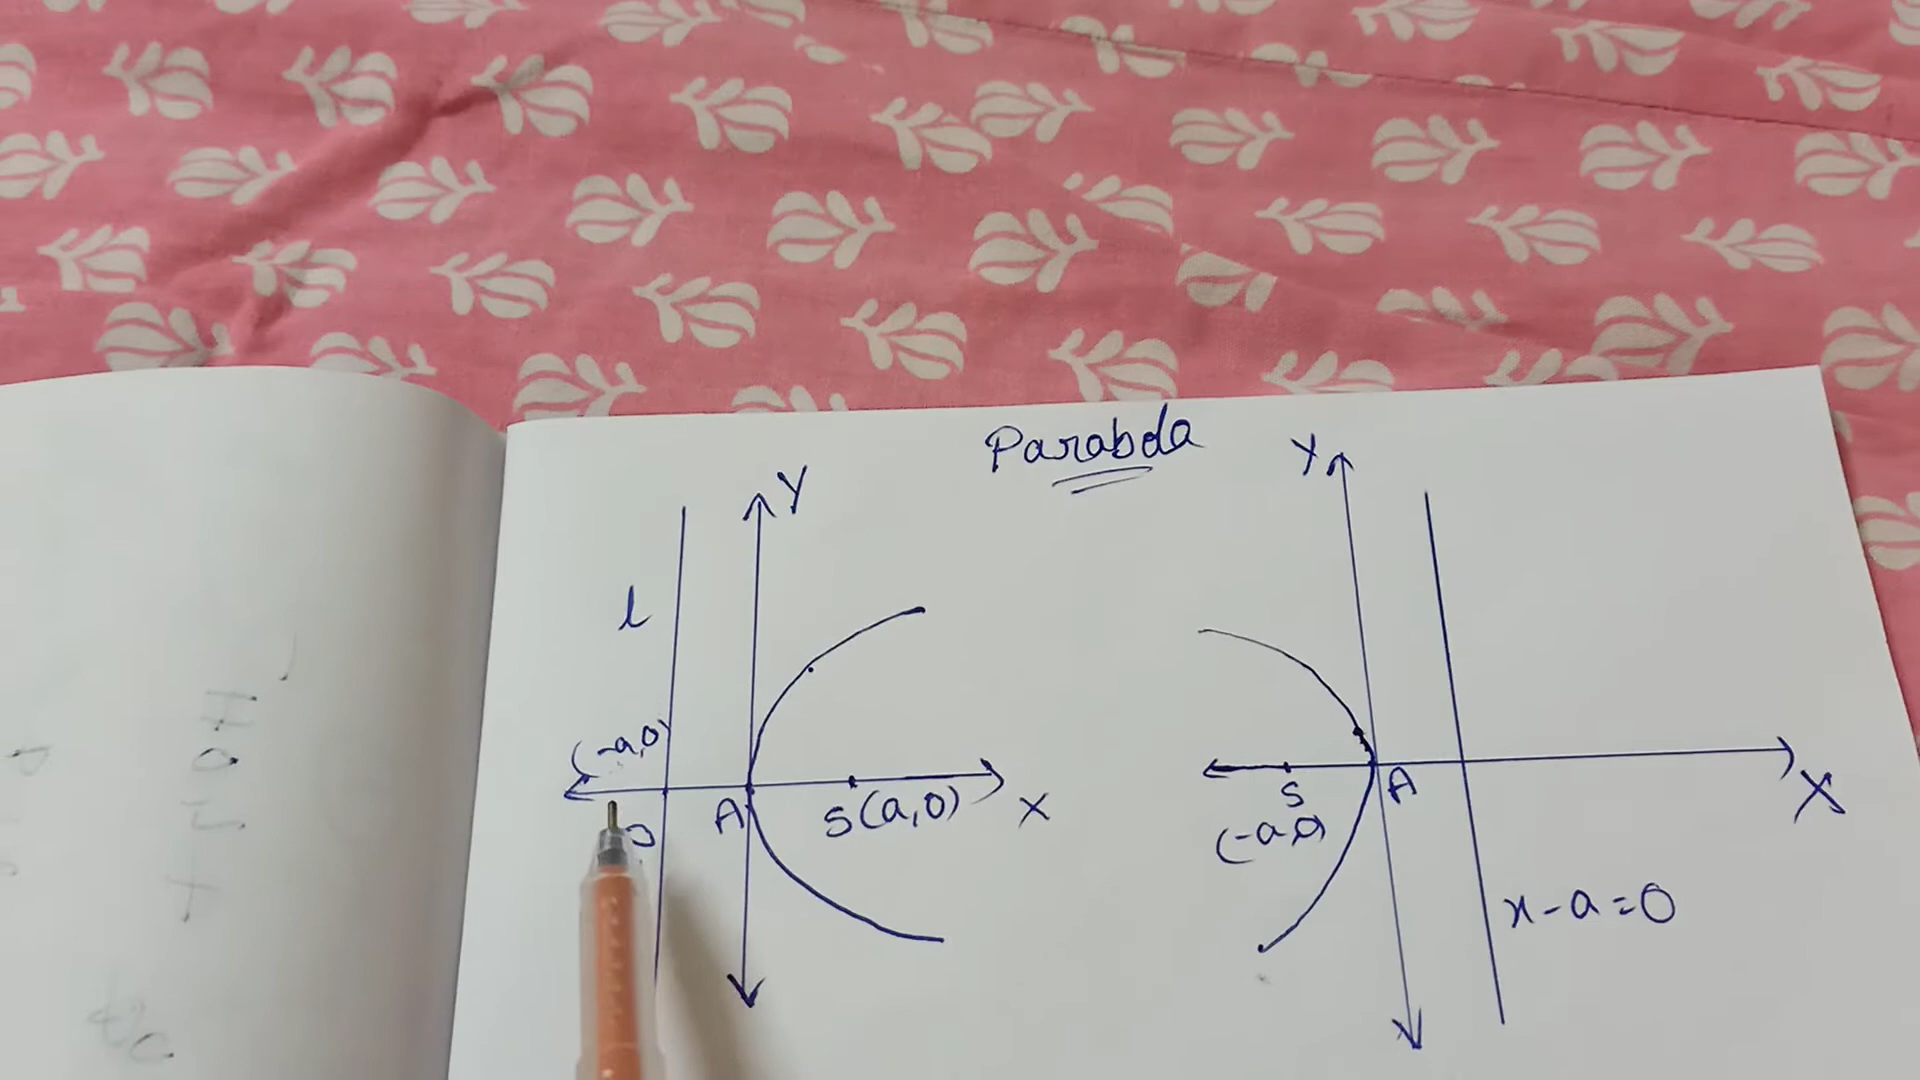 Parabola
Y
l
(-a,0)
A
S(a,0)
X
Y
S
(-a,0)
A
X
x-a=0